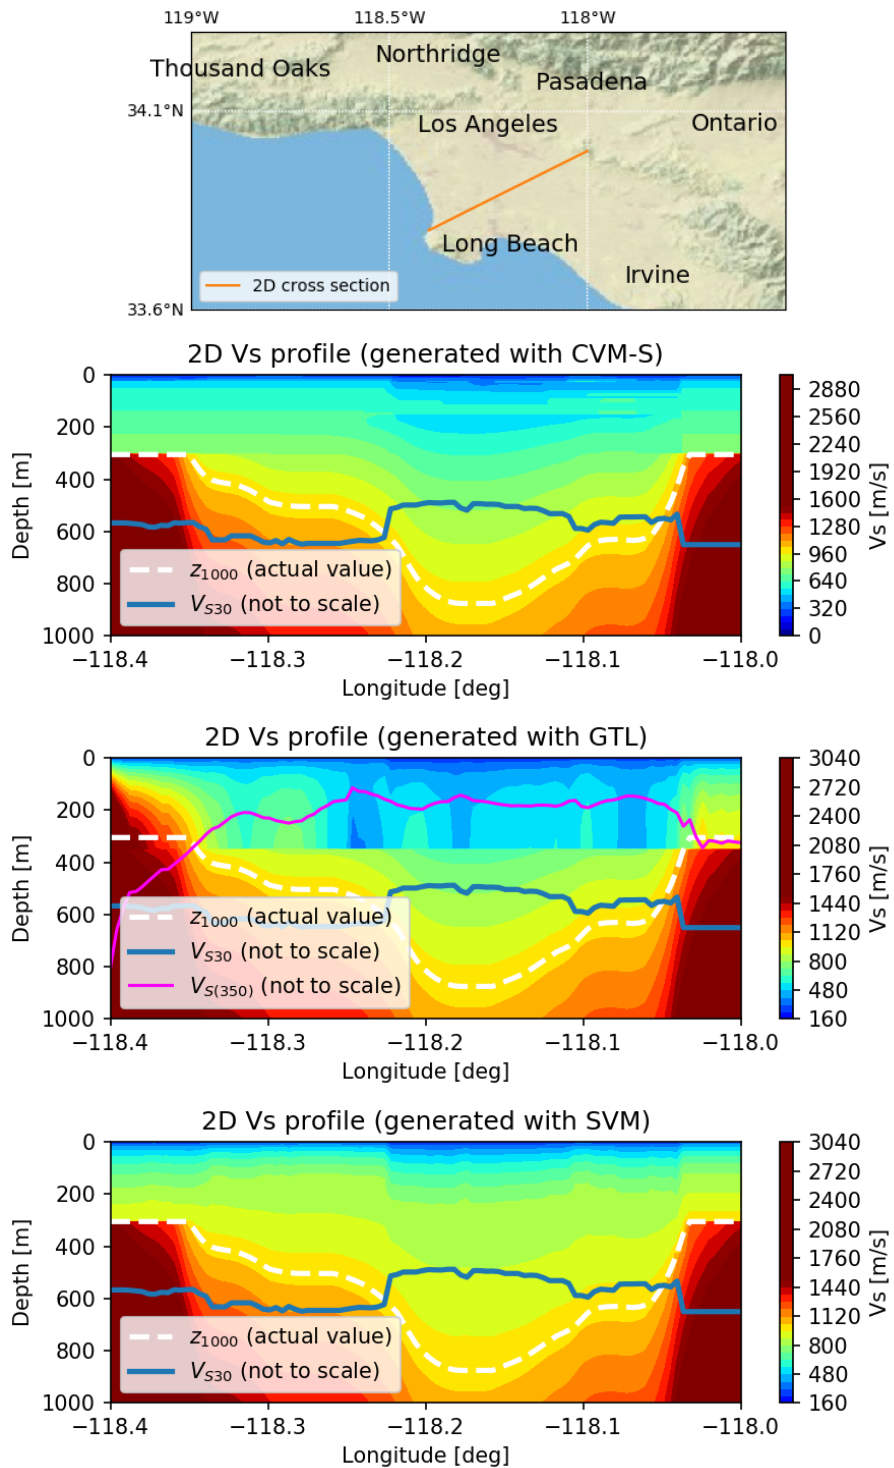 119°W 118.5°W 118°W
Northridge
Thousand Oaks
Pasadena
34.1°N
Los Angeles
Ontario
Long Beach
Irvine
2D cross section
33.6°N
2D Vs profile (generated with CVM-S)
0
200
400
600
800
1000
Depth [m]
z1000 (actual value)
VS30 (not to scale)
−118.4 −118.3 −118.2 −118.1 −118.0
Longitude [deg]
2880
2560
2240
1920
1600
1280
960
640
320
0
Vs [m/s]
2D Vs profile (generated with GTL)
0
200
400
600
800
1000
Depth [m]
z1000 (actual value)
VS30 (not to scale)
VS(350) (not to scale)
−118.4 −118.3 −118.2 −118.1 −118.0
Longitude [deg]
3040
2720
2400
2080
1760
1440
1120
800
480
160
Vs [m/s]
2D Vs profile (generated with SVM)
0
200
400
600
800
1000
Depth [m]
z1000 (actual value)
VS30 (not to scale)
−118.4 −118.3 −118.2 −118.1 −118.0
Longitude [deg]
3040
2720
2400
2080
1760
1440
1120
800
480
160
Vs [m/s]